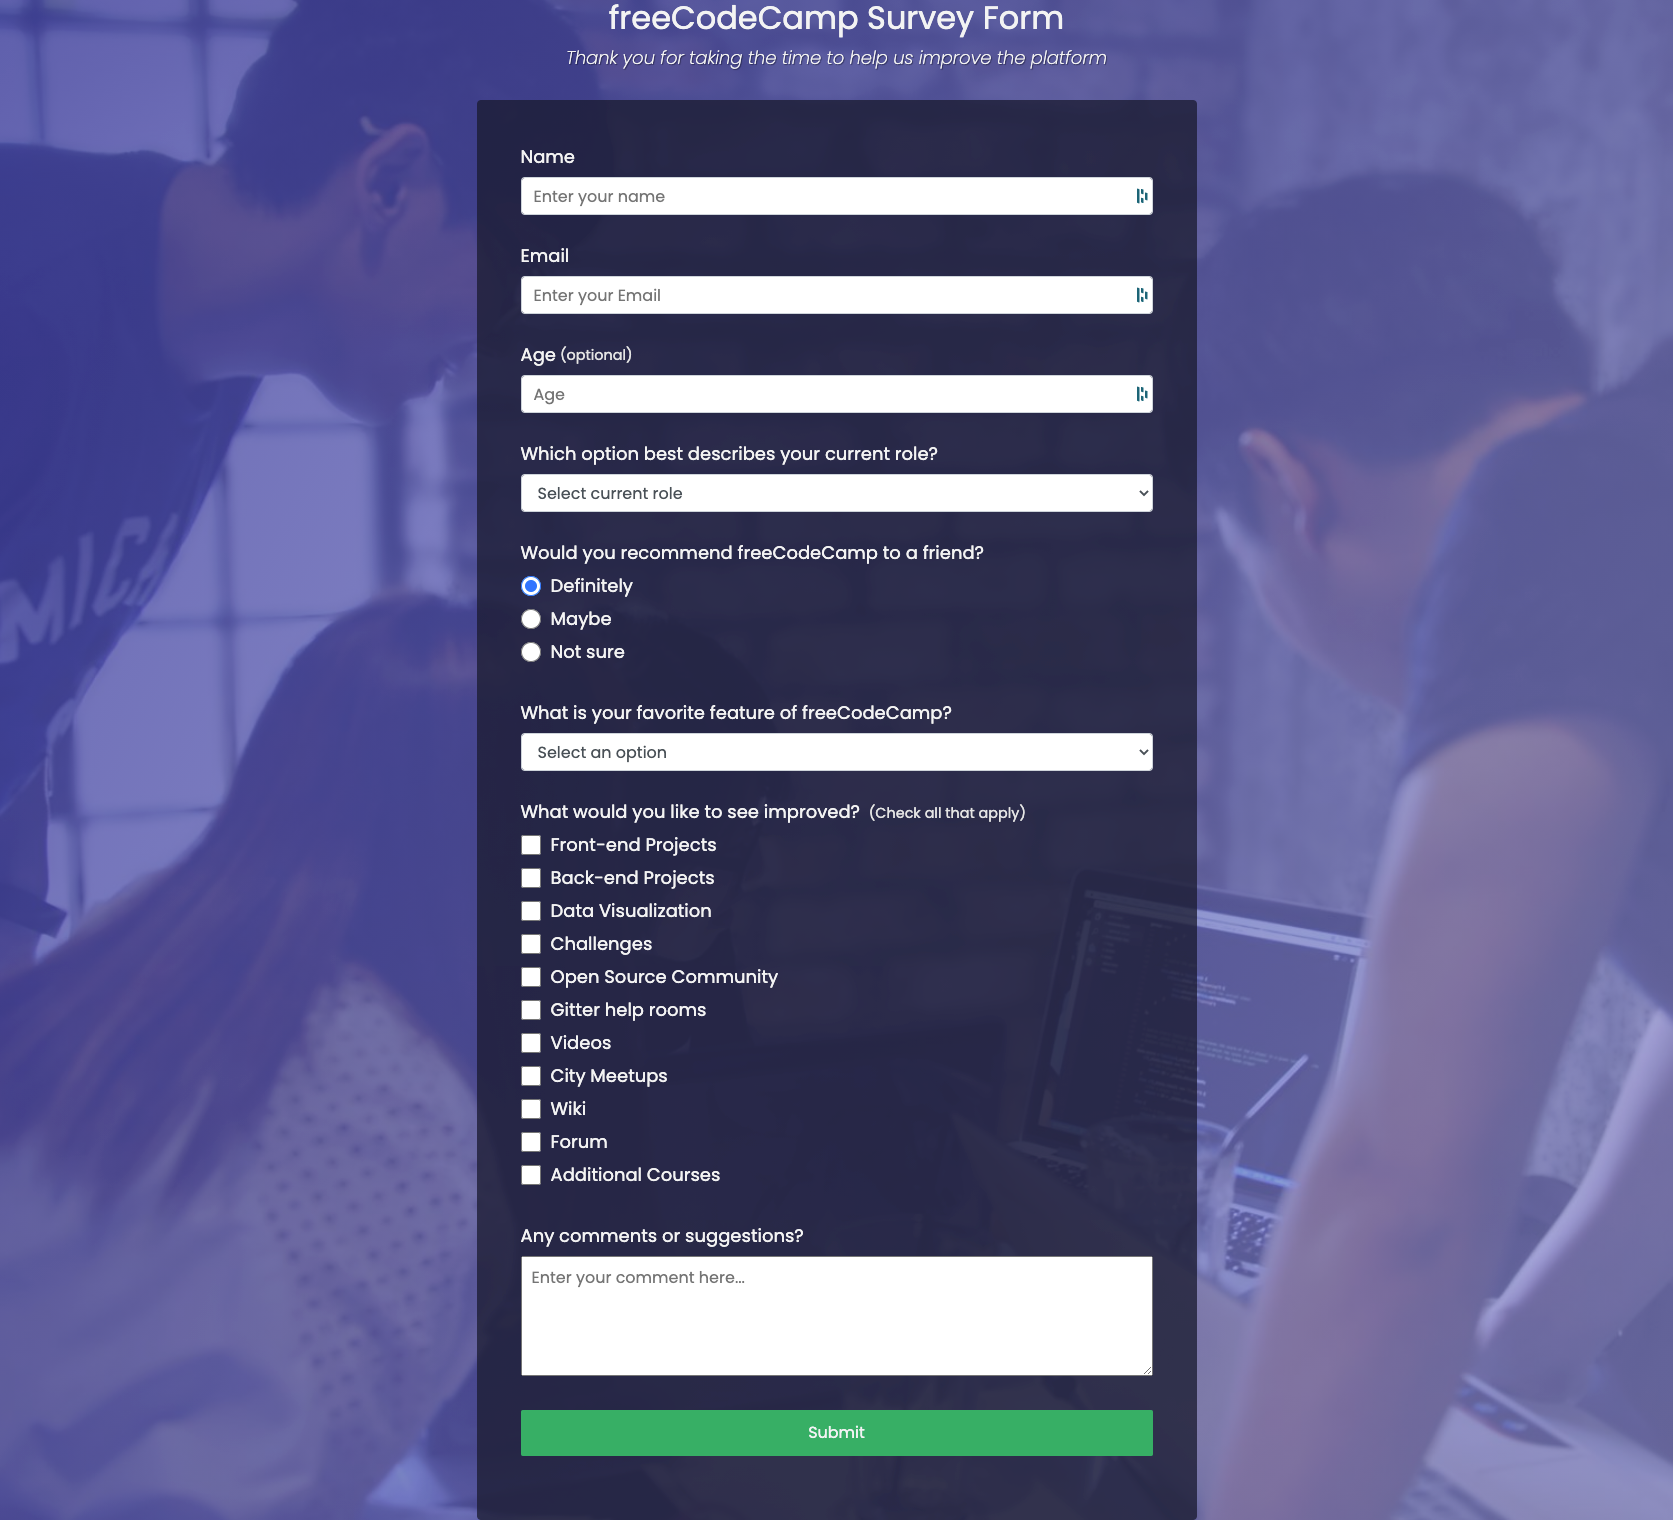 freeCodeCamp Survey Form
Thank you for taking the time to help us improve the platform
Name
Enter your name
Email
Enter your Email
Age (optional)
Age
Which option best describes your current role?
Select current role
Would you recommend freeCodeCamp to a friend?
Definitely
Maybe
Not sure
What is your favorite feature of freeCodeCamp?
Select an option
What would you like to see improved? (Check all that apply)
Front-end Projects
Back-end Projects
Data Visualization
Challenges
Open Source Community
Gitter help rooms
Videos
City Meetups
Wiki
Forum
Additional Courses
Any comments or suggestions?
Enter your comment here...
Submit